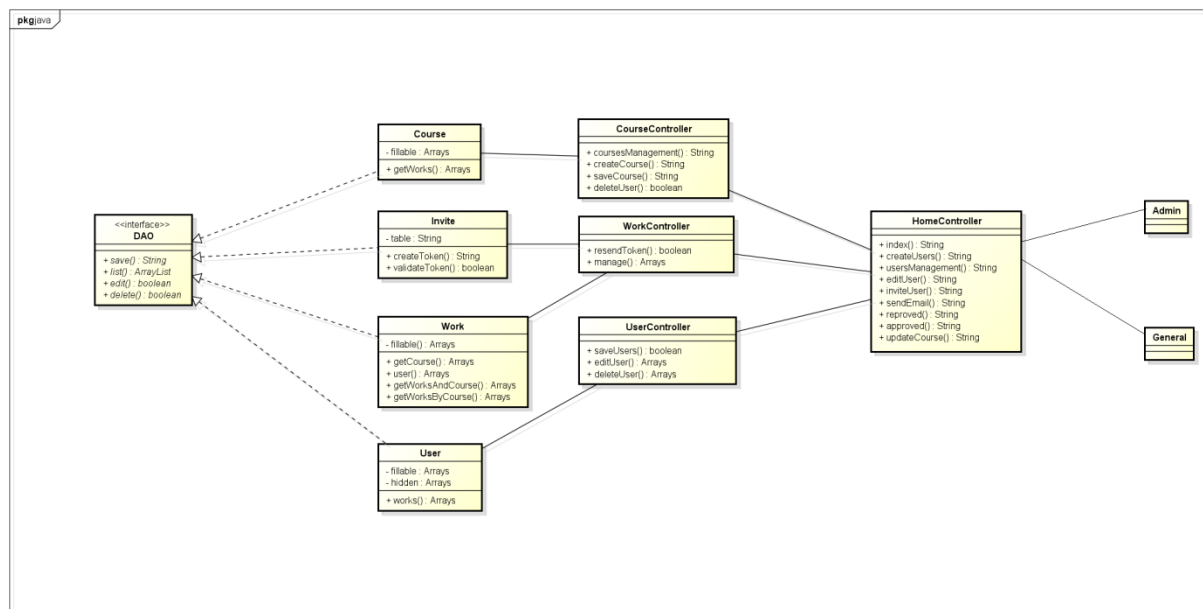 pkg java
Course
- fillable : Arrays
+ getWorks() : Arrays
CourseController
+ coursesManagement() : String
+ createCourse() : String
+ saveCourse() : String
+ deleteUser() : boolean
<<interface>>
DAO
+ save() : String
+ list() : ArrayList
+ edit() : boolean
+ delete() : boolean
Invite
- table : String
+ createToken() : String
+ validateToken() : boolean
WorkController
+ resendToken() : boolean
+ manage() : Arrays
HomeController
+ index() : String
+ createUsers() : String
+ usersManagement() : String
+ editUser() : String
+ inviteUser() : String
+ sendEmail() : String
+ reproved() : String
+ approved() : String
+ updateCourse() : String
Admin
General
Work
- fillable() : Arrays
+ getCourse() : Arrays
+ user() : Arrays
+ getWorksAndCourse() : Arrays
+ getWorksByCourse() : Arrays
UserController
+ saveUsers() : boolean
+ editUser() : Arrays
+ deleteUser() : Arrays
User
- fillable : Arrays
- hidden : Arrays
+ works() : Arrays